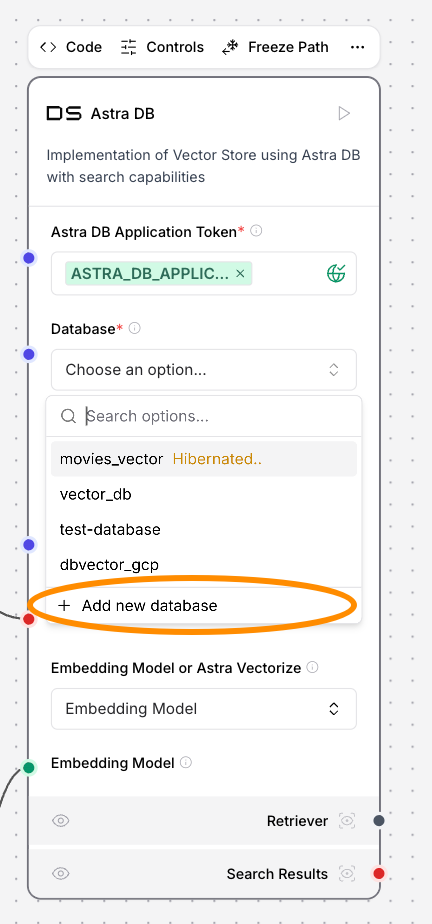 Code Controls Freeze Path ...
DS Astra DB
Implementation of Vector Store using Astra DB
with search capabilities
Astra DB Application Token*
ASTRA_DB_APPLIC... ×
Database*
Choose an option...
Search options...
movies_vector Hibernated..
vector_db
test-database
dbvector_gcp
+ Add new database
Embedding Model or Astra Vectorize
Embedding Model
Embedding Model
Retriever
Search Results